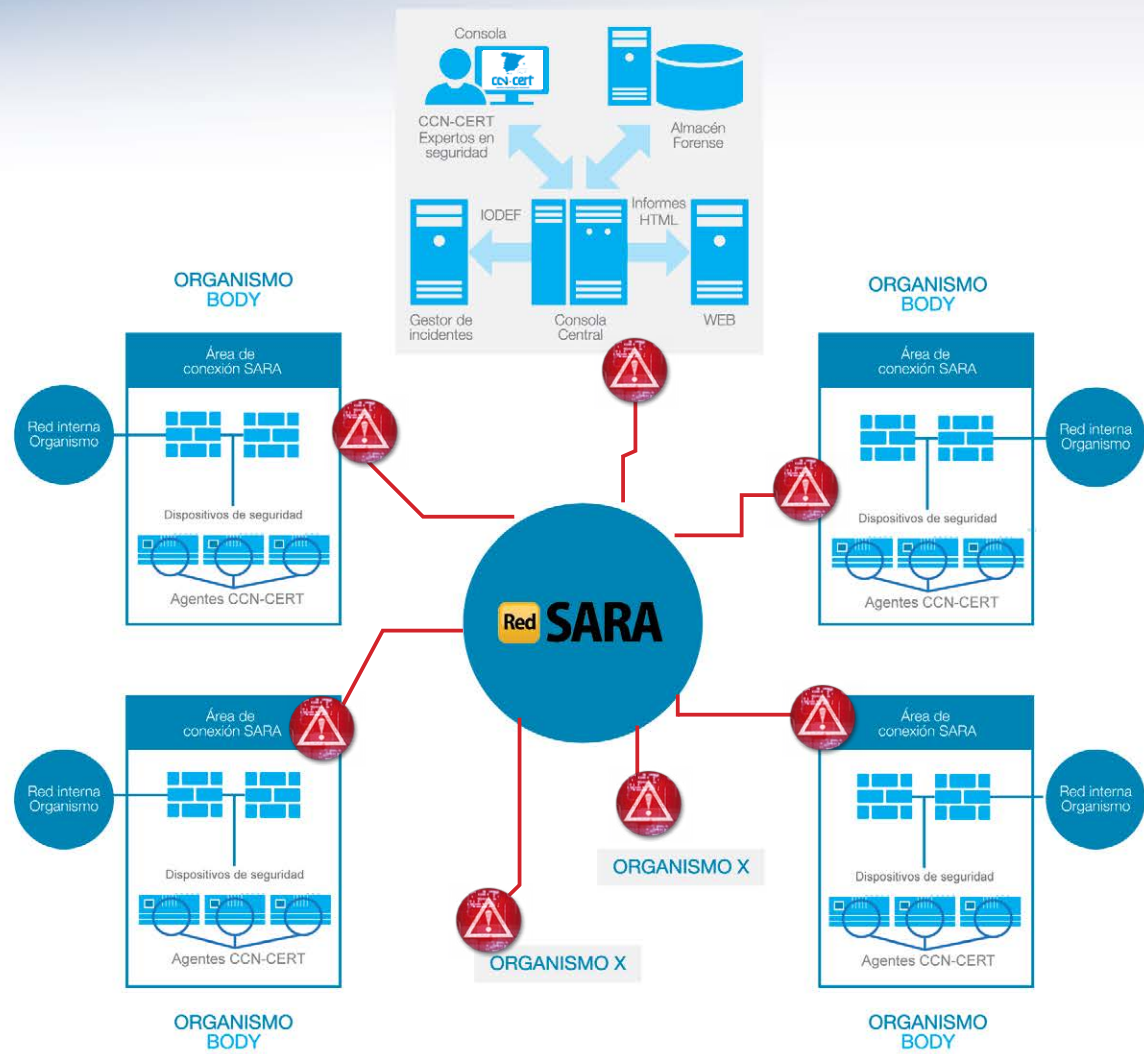 Consola
ccn-cert
CCN-CERT
Expertos en
seguridad
Almacén
Forense
IODEF
Informes
HTML
Gestor de
incidentes
Consola
Central
WEB
ORGANISMO
BODY
Área de
conexión SARA
Red interna
Organismo
Dispositivos de seguridad
Agentes CCN-CERT
ORGANISMO
BODY
Área de
conexión SARA
Red interna
Organismo
Dispositivos de seguridad
Agentes CCN-CERT
Red SARA
Área de
conexión SARA
Red interna
Organismo
Dispositivos de seguridad
Agentes CCN-CERT
ORGANISMO
BODY
ORGANISMO X
ORGANISMO X
Área de
conexión SARA
Red interna
Organismo
Dispositivos de seguridad
Agentes CCN-CERT
ORGANISMO
BODY